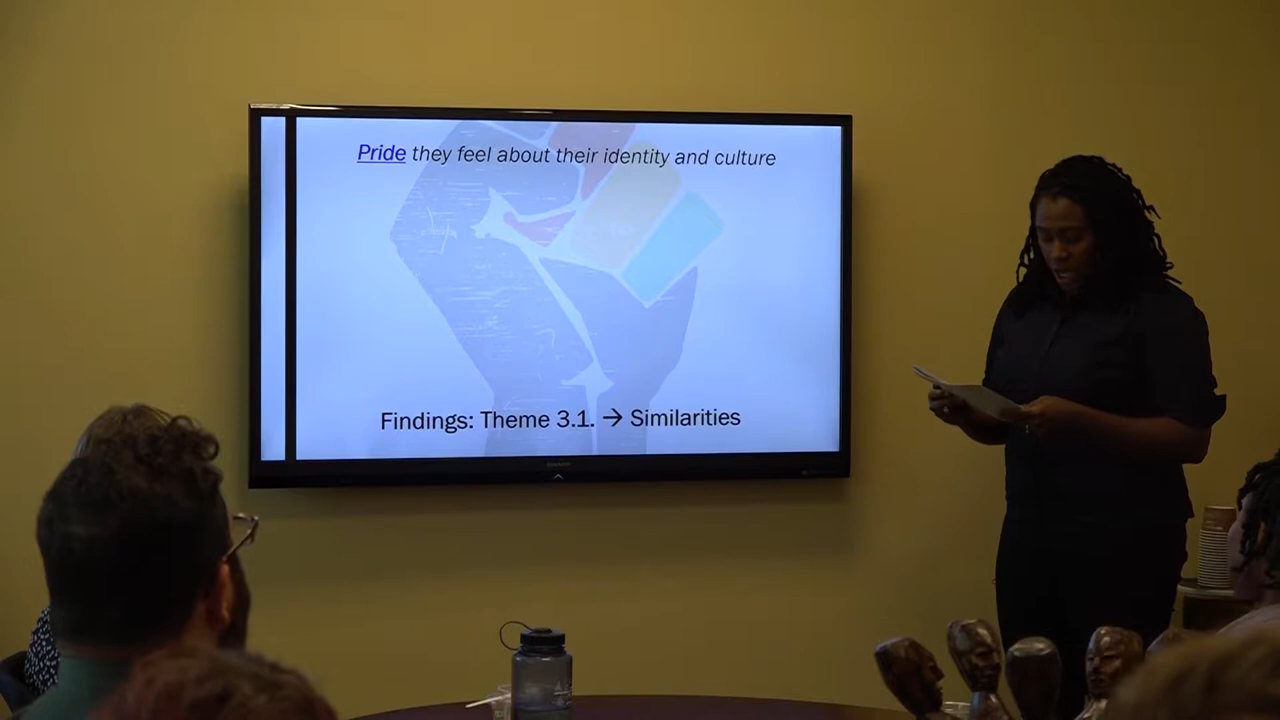 Pride they feel about their identity and culture
Findings: Theme 3.1. → Similarities